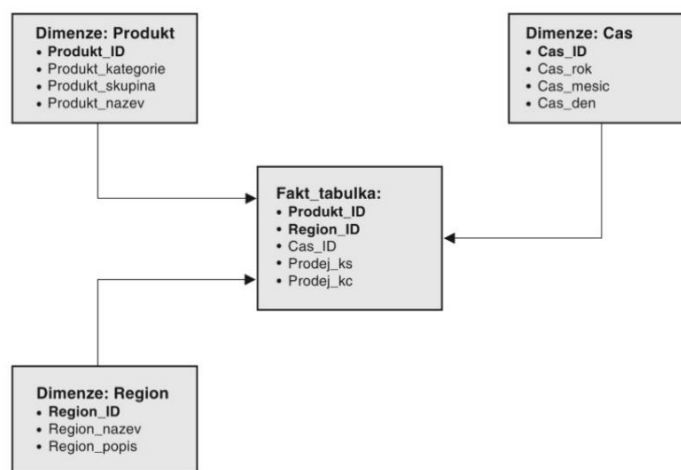 Dimenze: Produkt
• Produkt_ID
• Produkt_kategorie
• Produkt_skupina
• Produkt_nazev
Dimenze: Cas
• Cas_ID
• Cas_rok
• Cas_mesic
• Cas_den
Fakt_tabulka:
• Produkt_ID
• Region_ID
• Cas_ID
• Prodej_ks
• Prodej_kc
Dimenze: Region
• Region_ID
• Region_nazev
• Region_popis